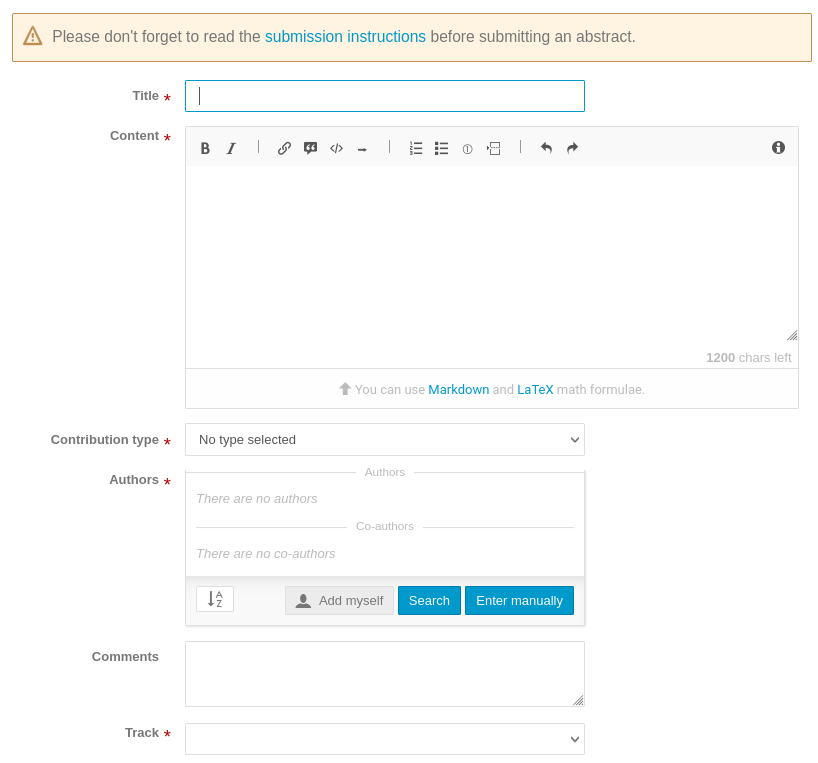 Please don't forget to read the submission instructions before submitting an abstract.
Title *
Content *
B I
1200 chars left
You can use Markdown and LaTeX math formulae.
Contribution type *
No type selected
Authors *
Authors
There are no authors
Co-authors
There are no co-authors
A
Z
Add myself
Search
Enter manually
Comments
Track *